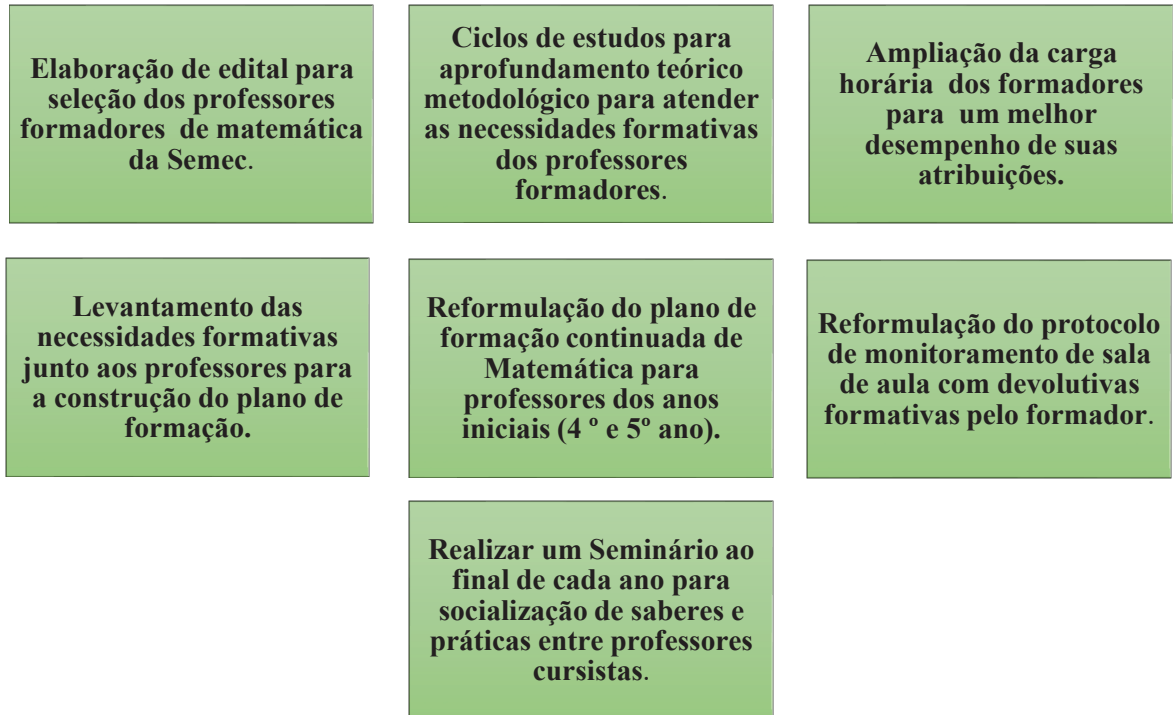 Elaboração de edital para
seleção dos professores
formadores de matemática
da Semec.
Ciclos de estudos para
aprofundamento teórico
metodológico para atender
as necessidades formativas
dos professores
formadores.
Ampliação da carga
horária dos formadores
para um melhor
desempenho de suas
atribuições.
Levantamento das
necessidades formativas
junto aos professores para
a construção do plano de
formação.
Reformulação do plano de
formação continuada de
Matemática para
professores dos anos
iniciais (4 º e 5º ano).
Reformulação do protocolo
de monitoramento de sala
de aula com devolutivas
formativas pelo formador.
Realizar um Seminário ao
final de cada ano para
socialização de saberes e
práticas entre professores
cursistas.